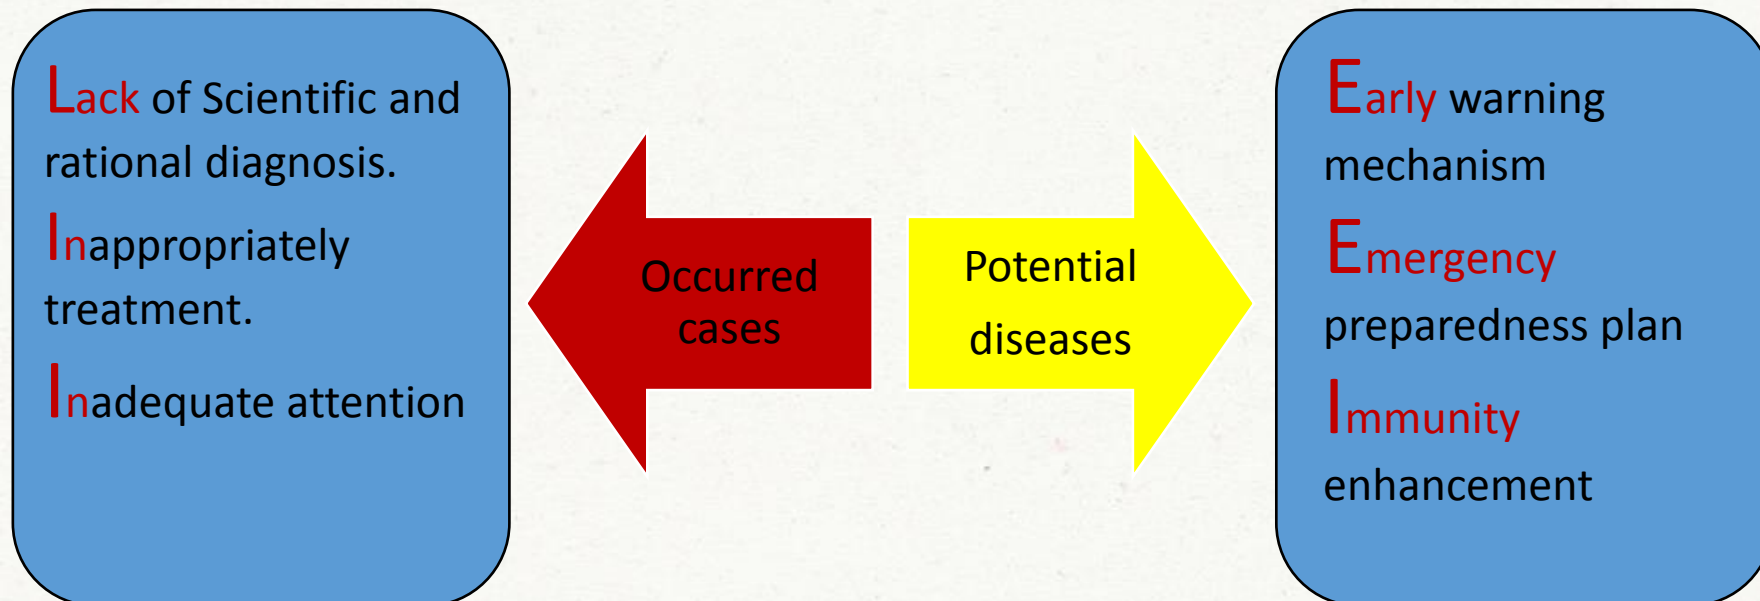 Lack of Scientific and
rational diagnosis.
Inappropriately
treatment.
Inadequate attention
Occurred
cases
Potential
diseases
Early warning
mechanism
Emergency
preparedness plan
Immunity
enhancement